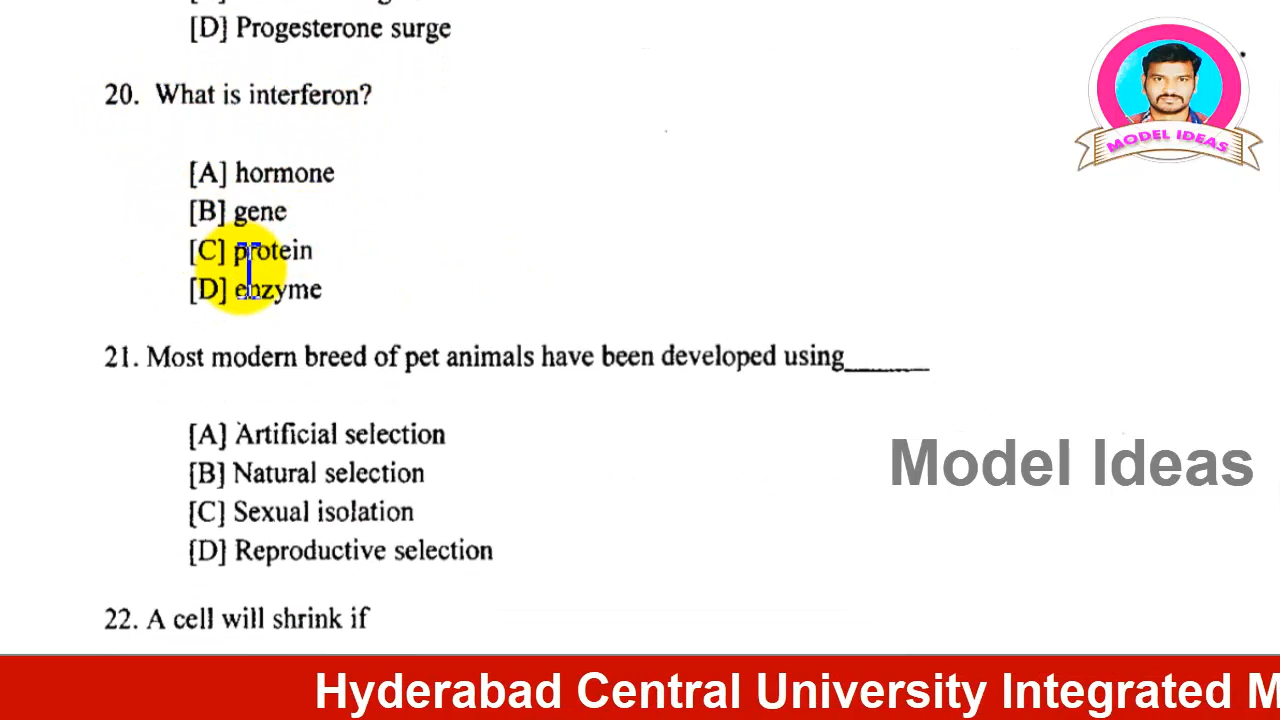 [D] Progesterone surge
20. What is interferon?
[A] hormone
[B] gene
[C] protein
[D] enzyme
21. Most modern breed of pet animals have been developed using______
[A] Artificial selection
[B] Natural selection
[C] Sexual isolation
[D] Reproductive selection
22. A cell will shrink if
MODEL IDEAS
Model Ideas
Hyderabad Central University Integrated M